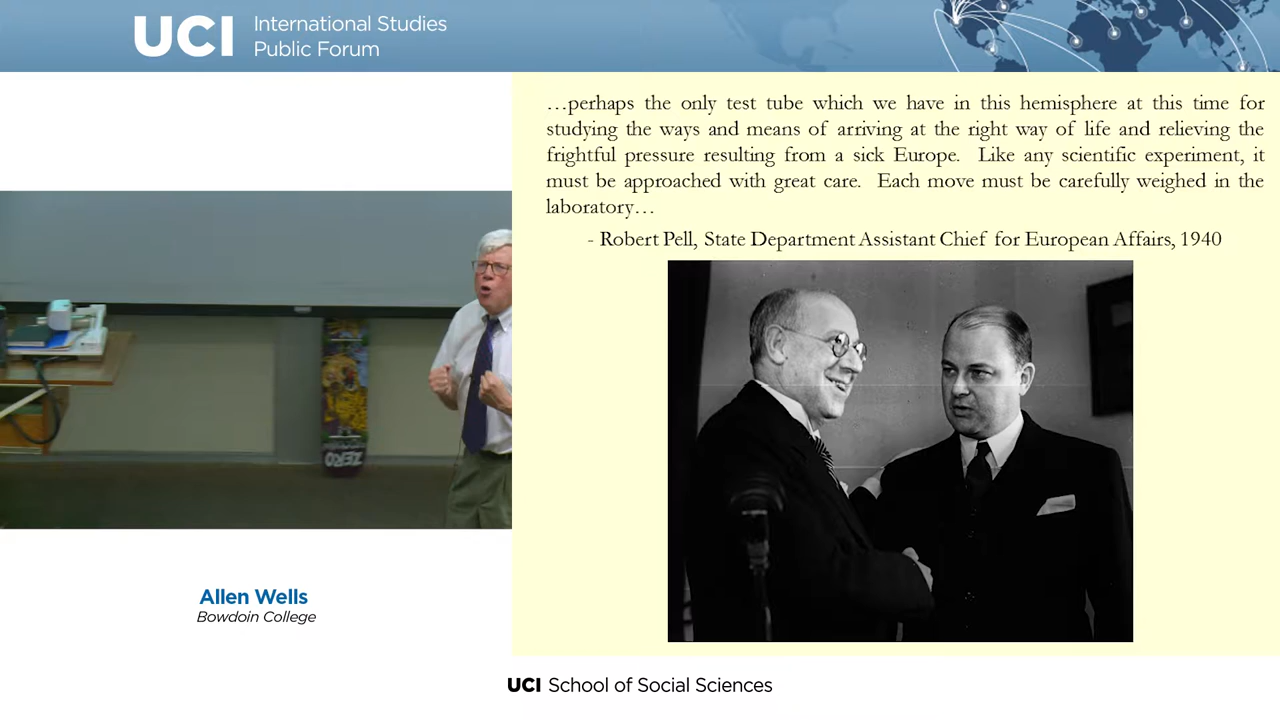 UCI International Studies
Public Forum
…perhaps the only test tube which we have in this hemisphere at this time for
studying the ways and means of arriving at the right way of life and relieving the
frightful pressure resulting from a sick Europe. Like any scientific experiment, it
must be approached with great care. Each move must be carefully weighed in the
laboratory…
- Robert Pell, State Department Assistant Chief for European Affairs, 1940
ZERO
Allen Wells
Bowdoin College
UCI School of Social Sciences